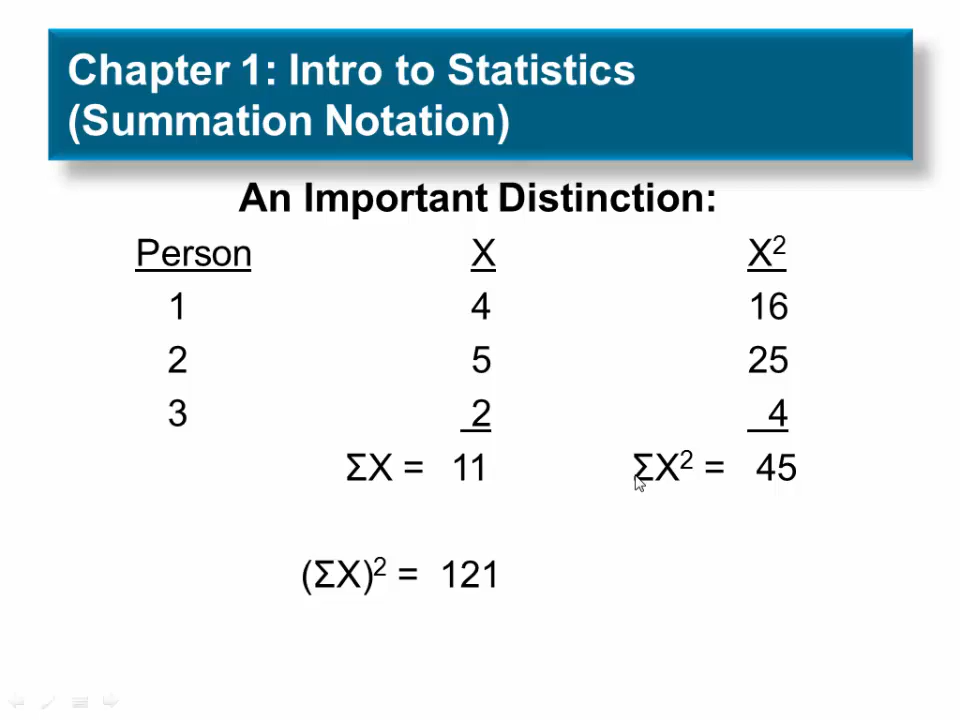 Chapter 1: Intro to Statistics
(Summation Notation)
An Important Distinction:
Person X X²
1 4 16
2 5 25
3 2 4
ΣX = 11 ΣX² = 45
(ΣX)² = 121